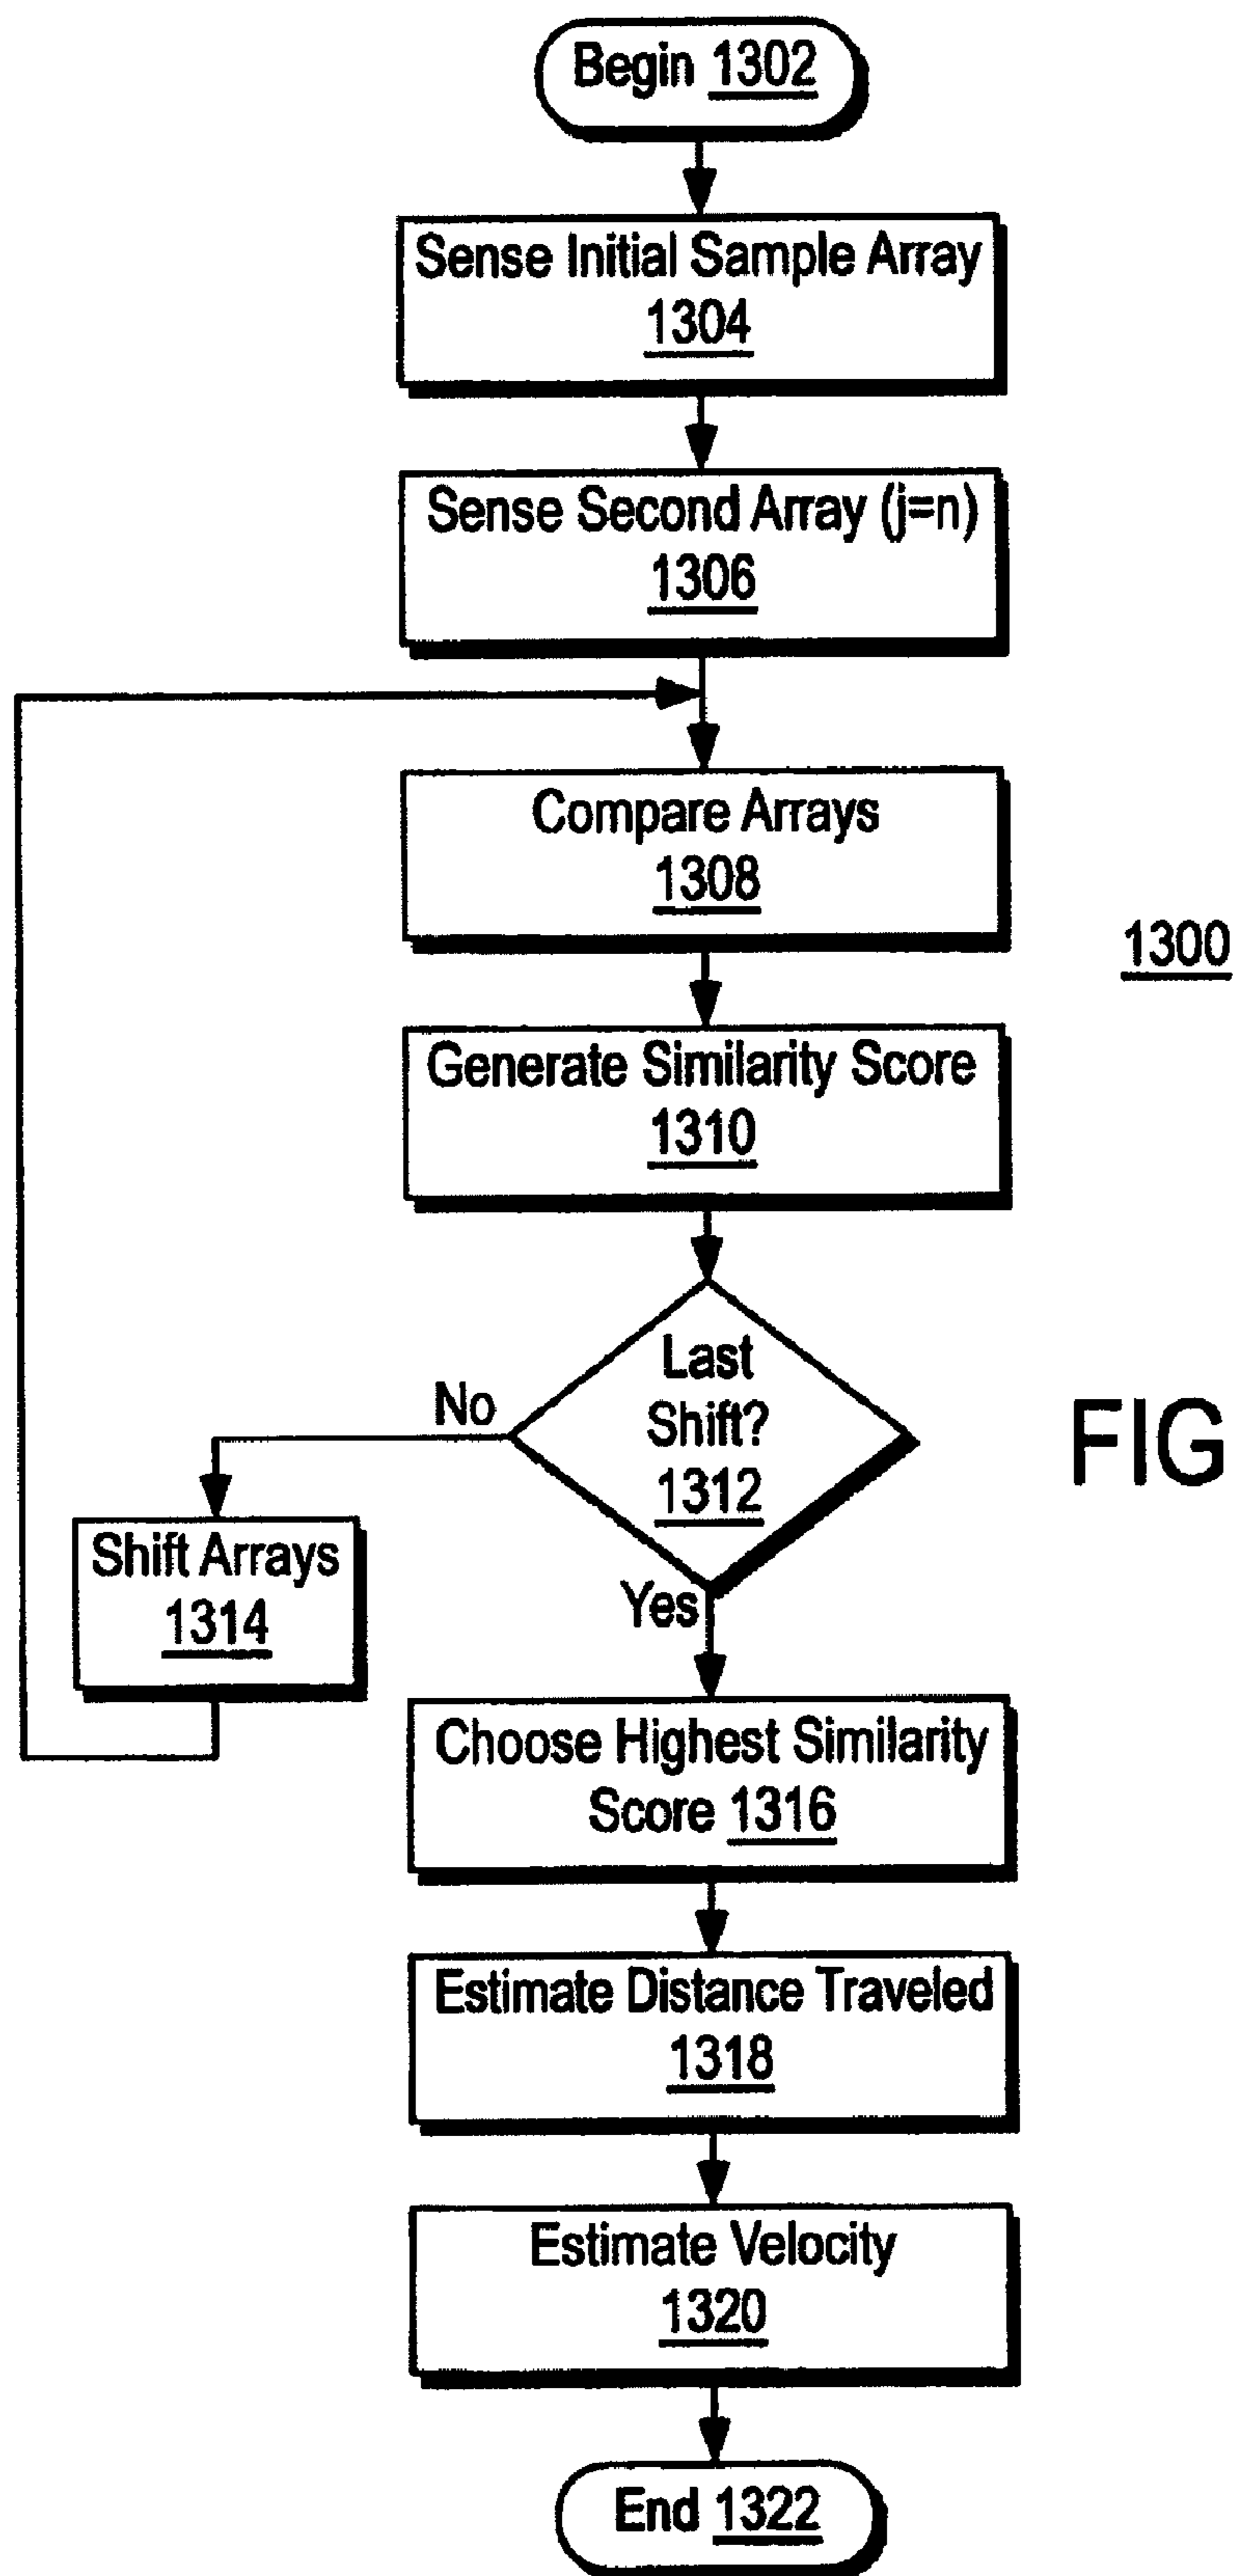 Begin 1302
Sense Initial Sample Array
1304
Sense Second Array (j=n)
1306
Compare Arrays
1308
1300
Generate Similarity Score
1310
Last
Shift?
1312
No
Yes
FIG
Shift Arrays
1314
Choose Highest Similarity
Score 1316
Estimate Distance Traveled
1318
Estimate Velocity
1320
End 1322